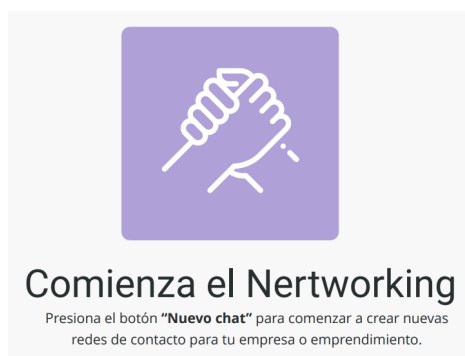 Comienza el Nertworking
Presiona el botón “Nuevo chat” para comenzar a crear nuevas
redes de contacto para tu empresa o emprendimiento.